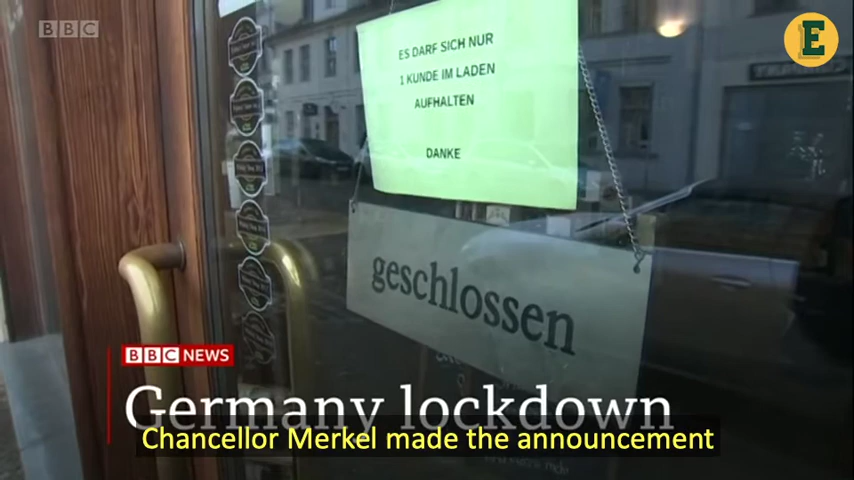 BBC
E
ES DARF SICH NUR
1 KUNDE IM LADEN
AUFHALTEN
DANKE
geschlossen
BBC NEWS
Germany lockdown
Chancellor Merkel made the announcement